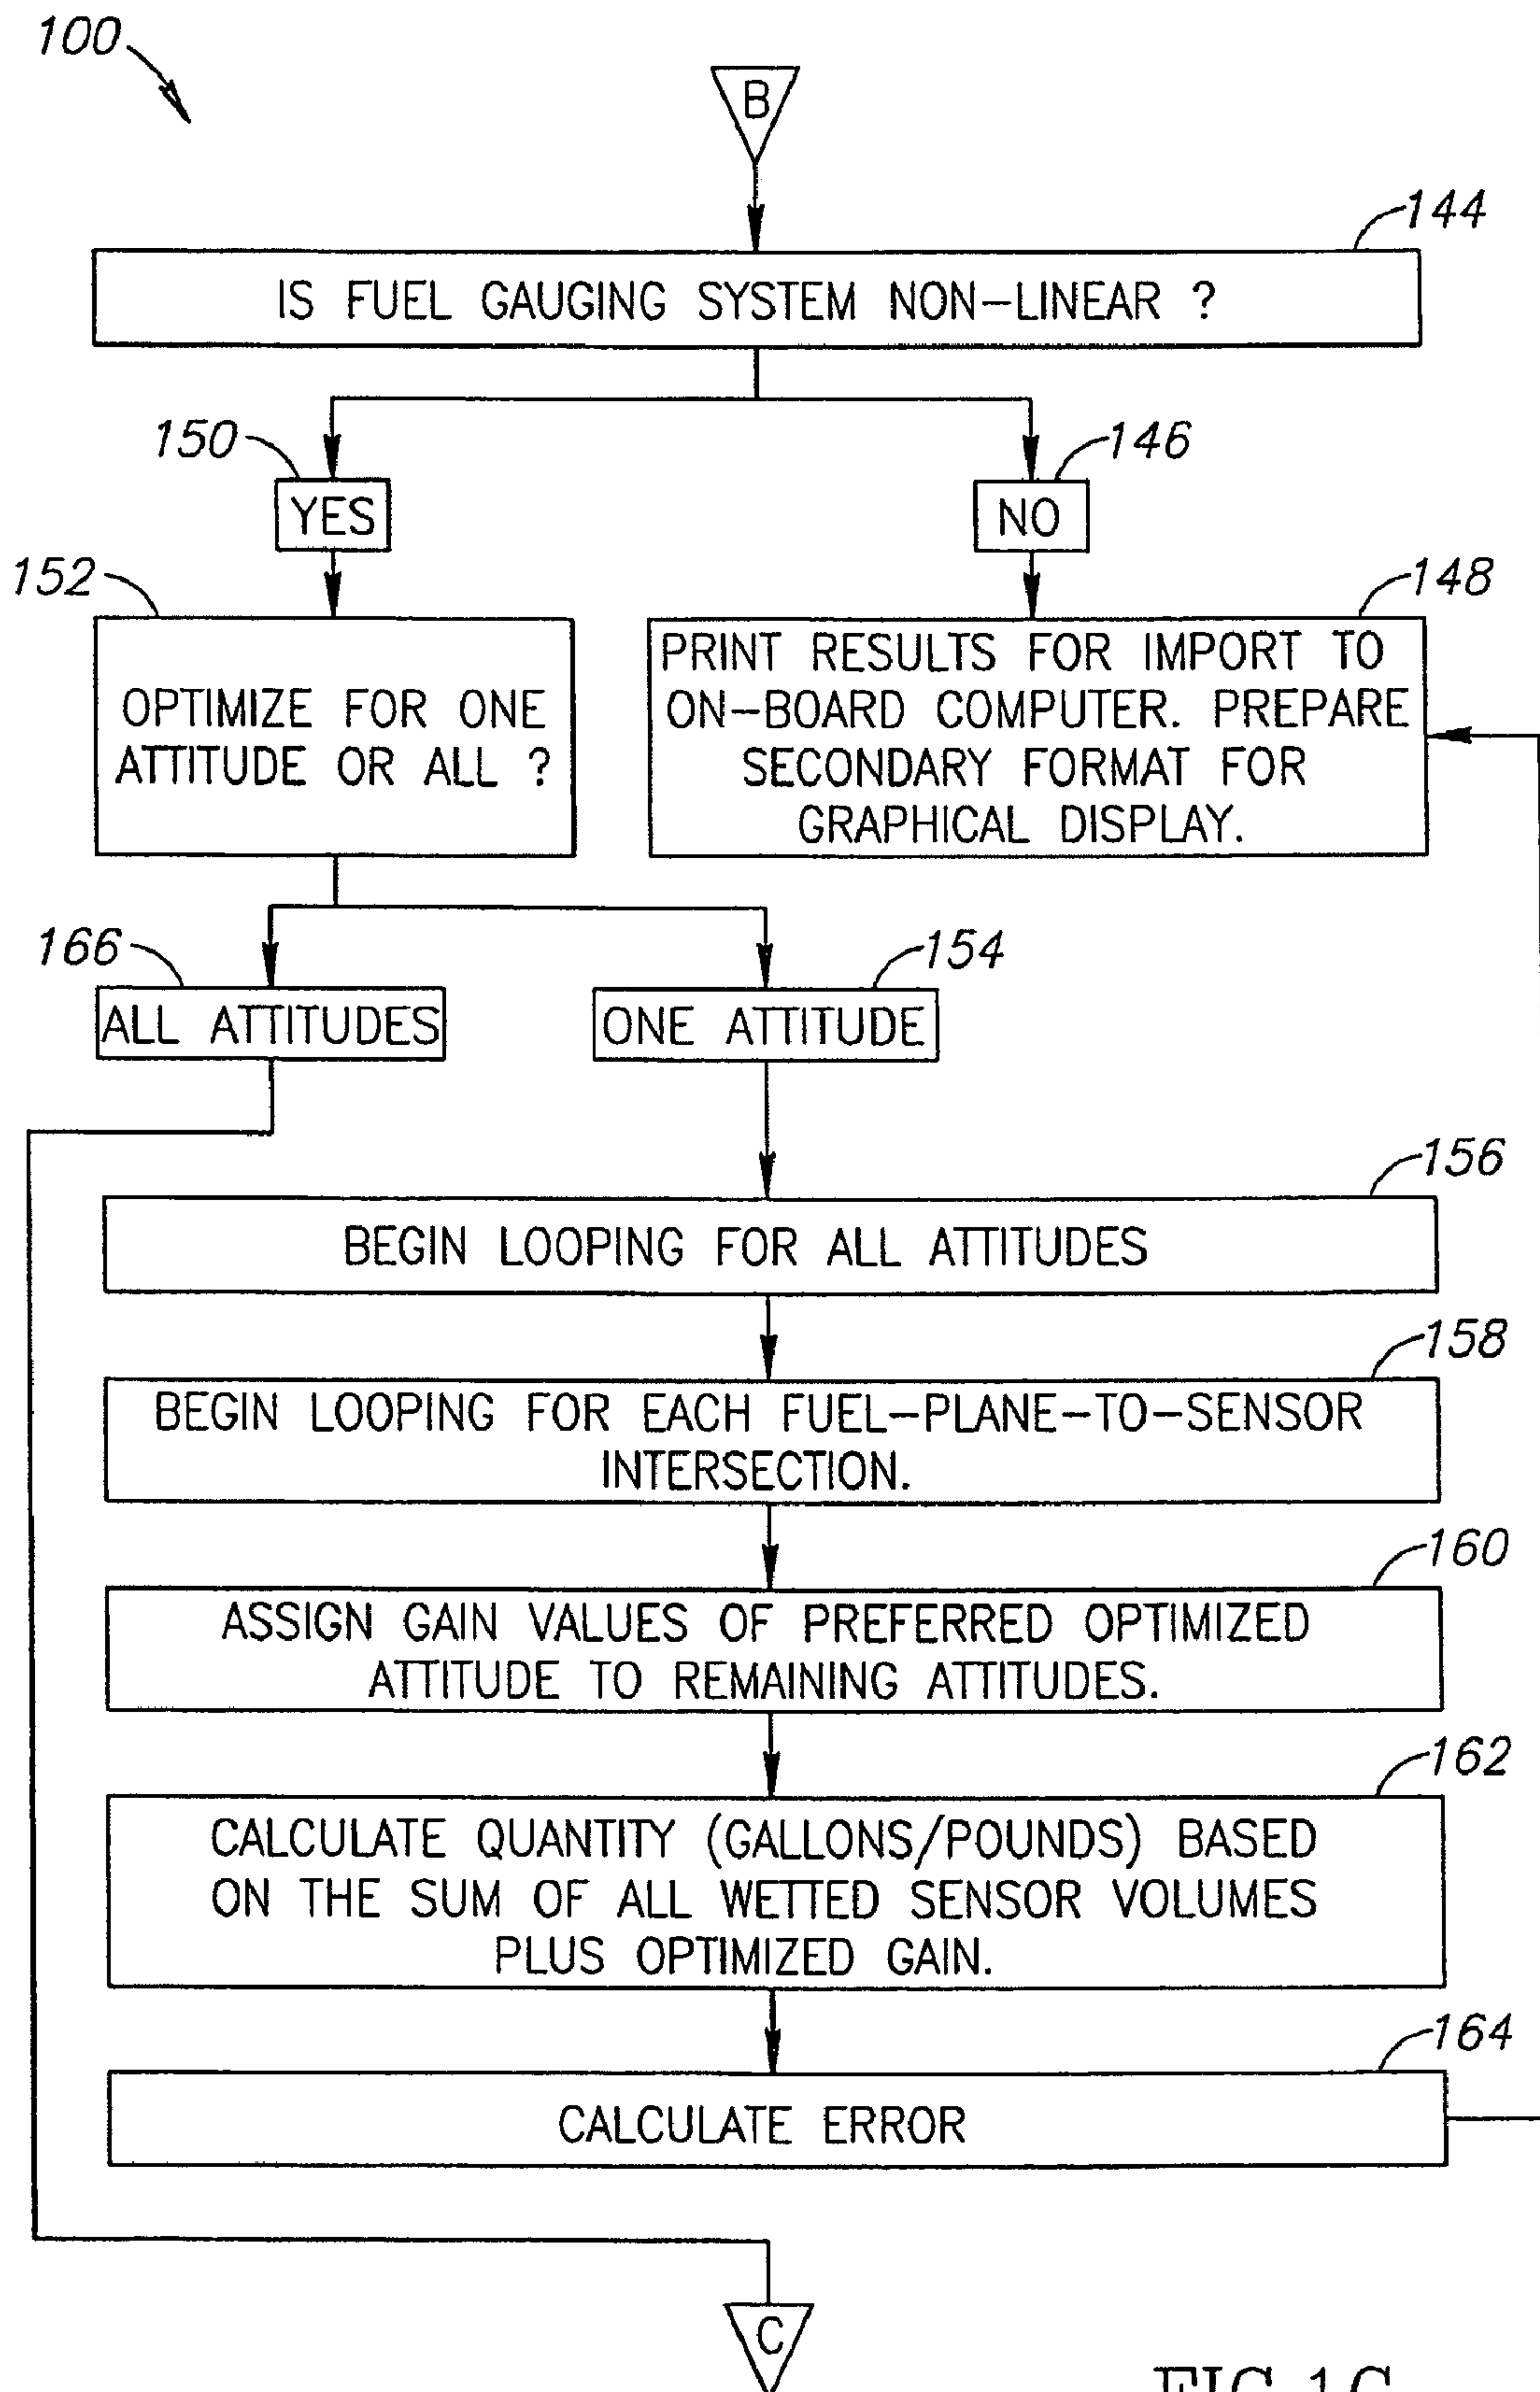 100
B
144
IS FUEL GAUGING SYSTEM NON-LINEAR ?
150
146
YES
NO
152
148
OPTIMIZE FOR ONE
ATTITUDE OR ALL ?
PRINT RESULTS FOR IMPORT TO
ON-BOARD COMPUTER. PREPARE
SECONDARY FORMAT FOR
GRAPHICAL DISPLAY.
166
154
ALL ATTITUDES
ONE ATTITUDE
156
BEGIN LOOPING FOR ALL ATTITUDES
158
BEGIN LOOPING FOR EACH FUEL-PLANE-TO-SENSOR
INTERSECTION.
160
ASSIGN GAIN VALUES OF PREFERRED OPTIMIZED
ATTITUDE TO REMAINING ATTITUDES.
162
CALCULATE QUANTITY (GALLONS/POUNDS) BASED
ON THE SUM OF ALL WETTED SENSOR VOLUMES
PLUS OPTIMIZED GAIN.
164
CALCULATE ERROR
C